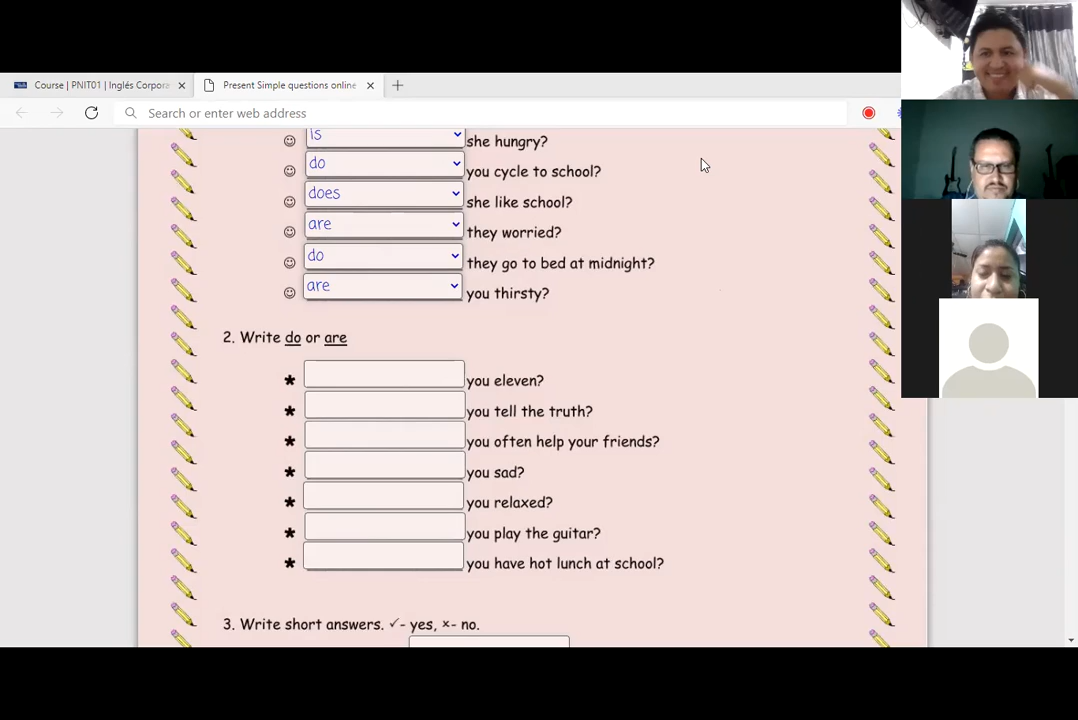 Course | PNIT01 | Inglés Corpora
Present Simple questions online
Search or enter web address
is she hungry?
do you cycle to school?
does she like school?
are they worried?
do they go to bed at midnight?
are you thirsty?
2. Write do or are
* you eleven?
* you tell the truth?
* you often help your friends?
* you sad?
* you relaxed?
* you play the guitar?
* you have hot lunch at school?
3. Write short answers. ✓- yes, ×- no.